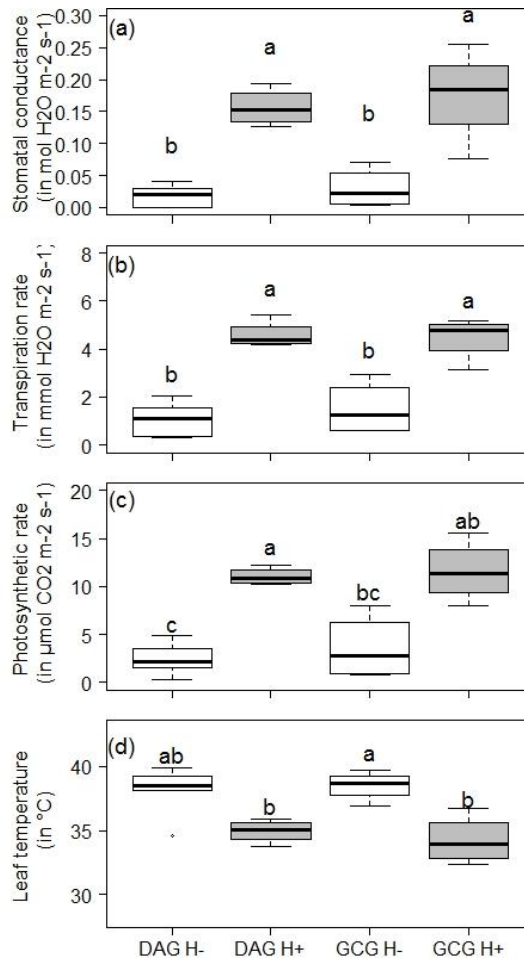 (a)
Stomatal conductance
(in mol H2O m-2 s-1)
0.30
0.25
0.20
0.15
0.10
0.05
0.00
b
a
b
a
(b)
Transpiration rate
(in mmol H2O m-2 s-1)
8
6
4
2
0
b
a
b
a
(c)
Photosynthetic rate
(in µmol CO2 m-2 s-1)
20
15
10
5
0
c
a
bc
ab
(d)
Leaf temperature
(in °C)
40
35
30
ab
b
a
b
DAG H-
DAG H+
GCG H-
GCG H+